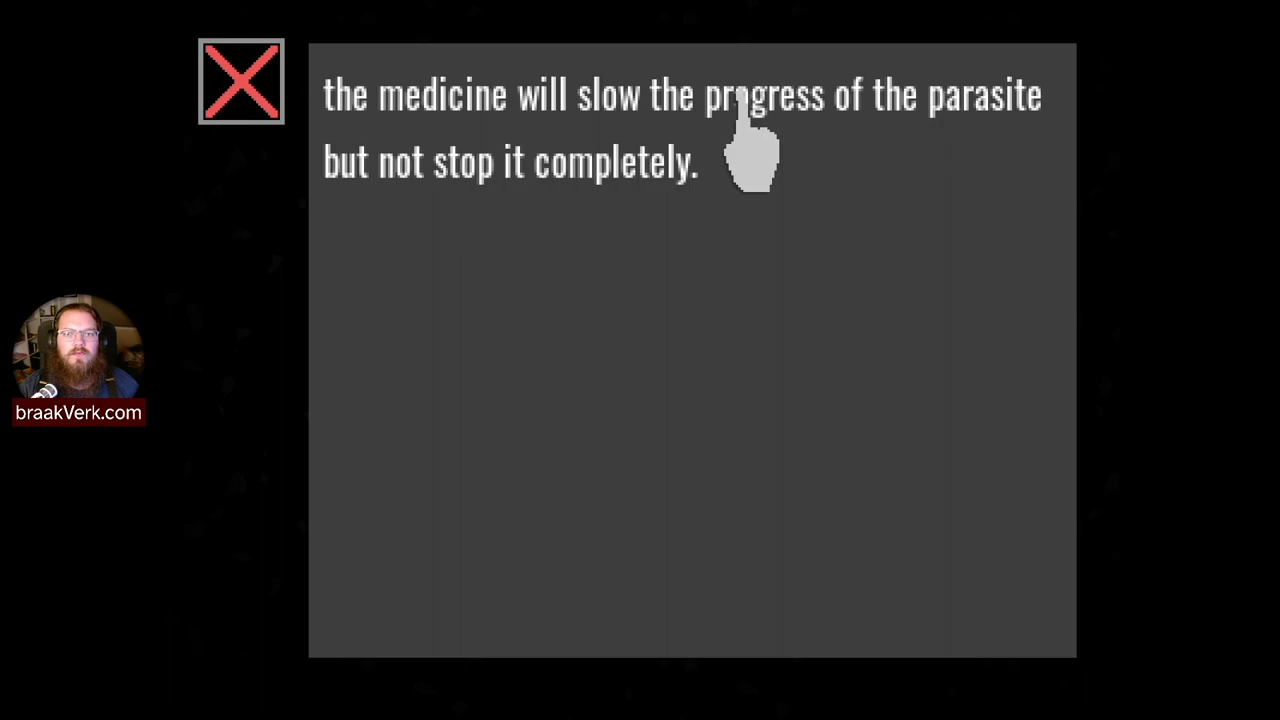 the medicine will slow the progress of the parasite
but not stop it completely.
braakVerk.com